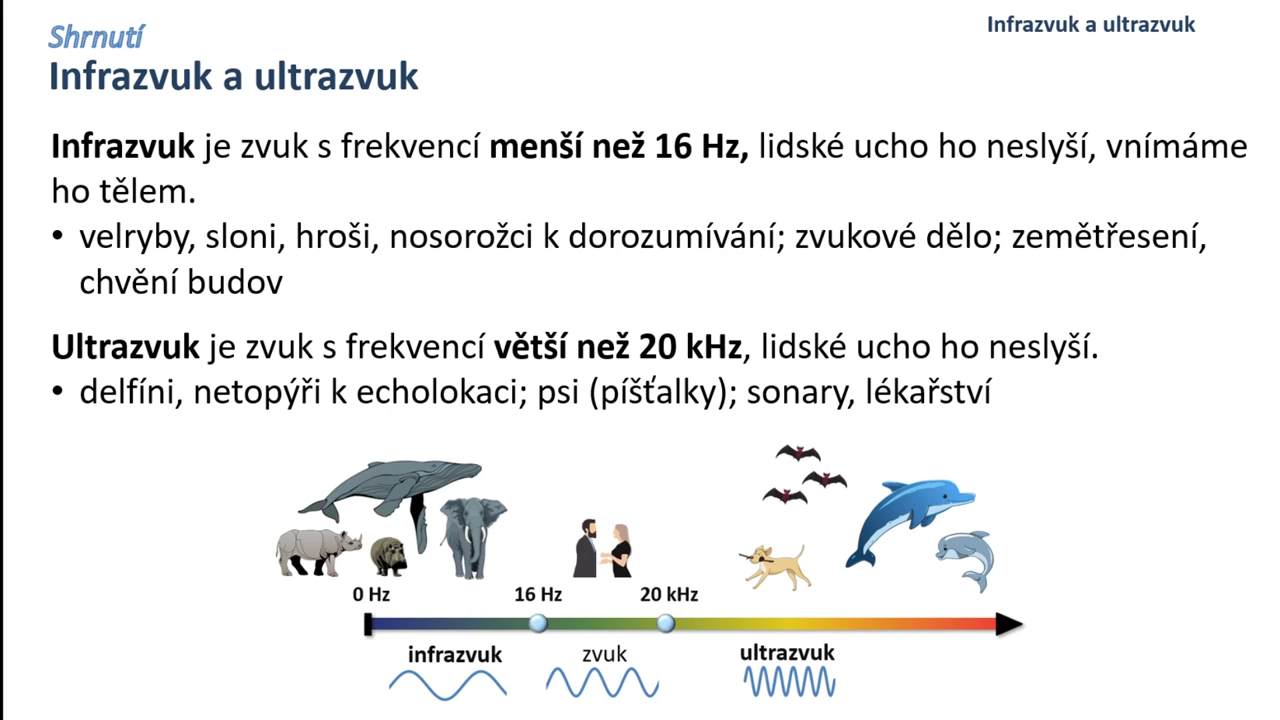 Shrnutí
Infrazvuk a ultrazvuk
Infrazvuk a ultrazvuk
Infrazvuk je zvuk s frekvencí menší než 16 Hz, lidské ucho ho neslyší, vnímáme
ho tělem.
• velryby, sloni, hroši, nosorožci k dorozumívání; zvukové dělo; zemětřesení,
chvění budov
Ultrazvuk je zvuk s frekvencí větší než 20 kHz, lidské ucho ho neslyší.
• delfíni, netopýři k echolokaci; psi (píšťalky); sonary, lékařství
0 Hz 16 Hz 20 kHz
infrazvuk zvuk ultrazvuk